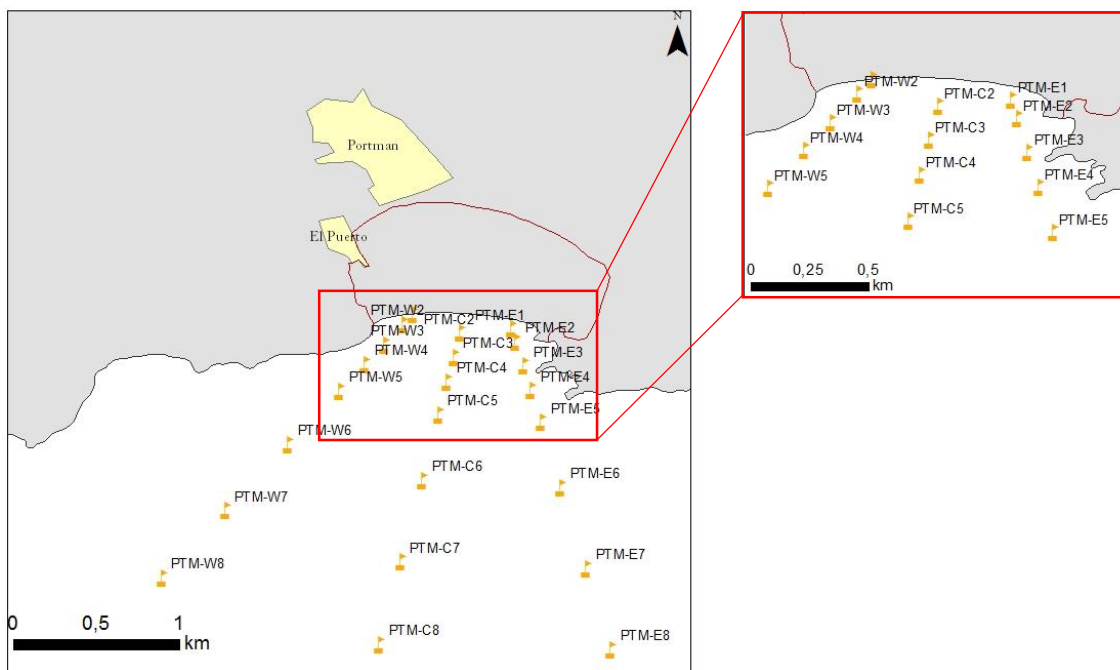 N
Portman
El Puerto
PTM-W2
PTM-C2
PTM-E1
PTM-W3
PTM-E2
PTM-C3
PTM-W4
PTM-E3
PTM-C4
PTM-W5
PTM-E4
PTM-C5
PTM-E5
PTM-W6
PTM-C6
PTM-E6
PTM-W7
PTM-C7
PTM-E7
PTM-W8
PTM-C8
PTM-E8
0 0,5 1
km
PTM-W2
PTM-E1
PTM-C2
PTM-E2
PTM-W3
PTM-C3
PTM-W4
PTM-E3
PTM-C4
PTM-W5
PTM-E4
PTM-C5
PTM-E5
0 0,25 0,5
km